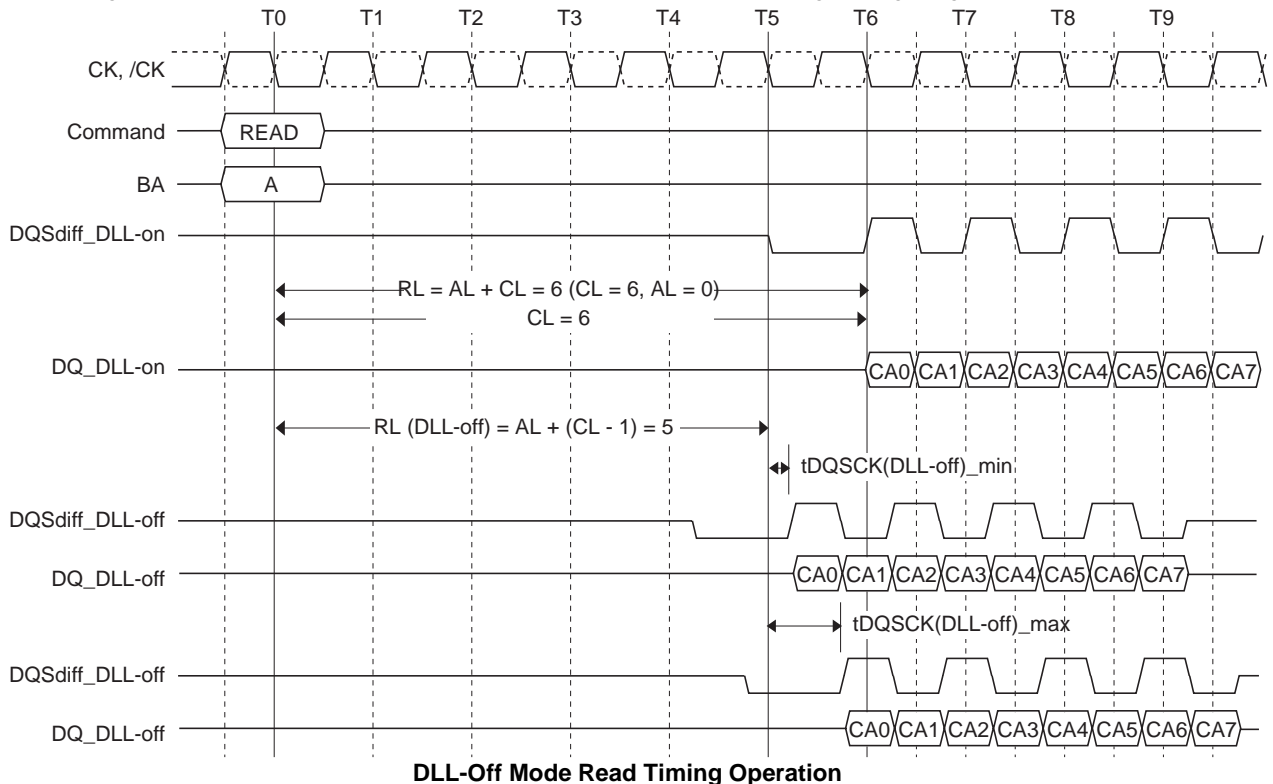 T0 T1 T2 T3 T4 T5 T6 T7 T8 T9
CK, /CK
Command READ
BA A
DQSdiff_DLL-on
RL = AL + CL = 6 (CL = 6, AL = 0)
CL = 6
DQ_DLL-on CA0 CA1 CA2 CA3 CA4 CA5 CA6 CA7
RL (DLL-off) = AL + (CL - 1) = 5
tDQSCK(DLL-off)_min
DQSdiff_DLL-off
DQ_DLL-off CA0 CA1 CA2 CA3 CA4 CA5 CA6 CA7
tDQSCK(DLL-off)_max
DQSdiff_DLL-off
DQ_DLL-off CA0 CA1 CA2 CA3 CA4 CA5 CA6 CA7
DLL-Off Mode Read Timing Operation